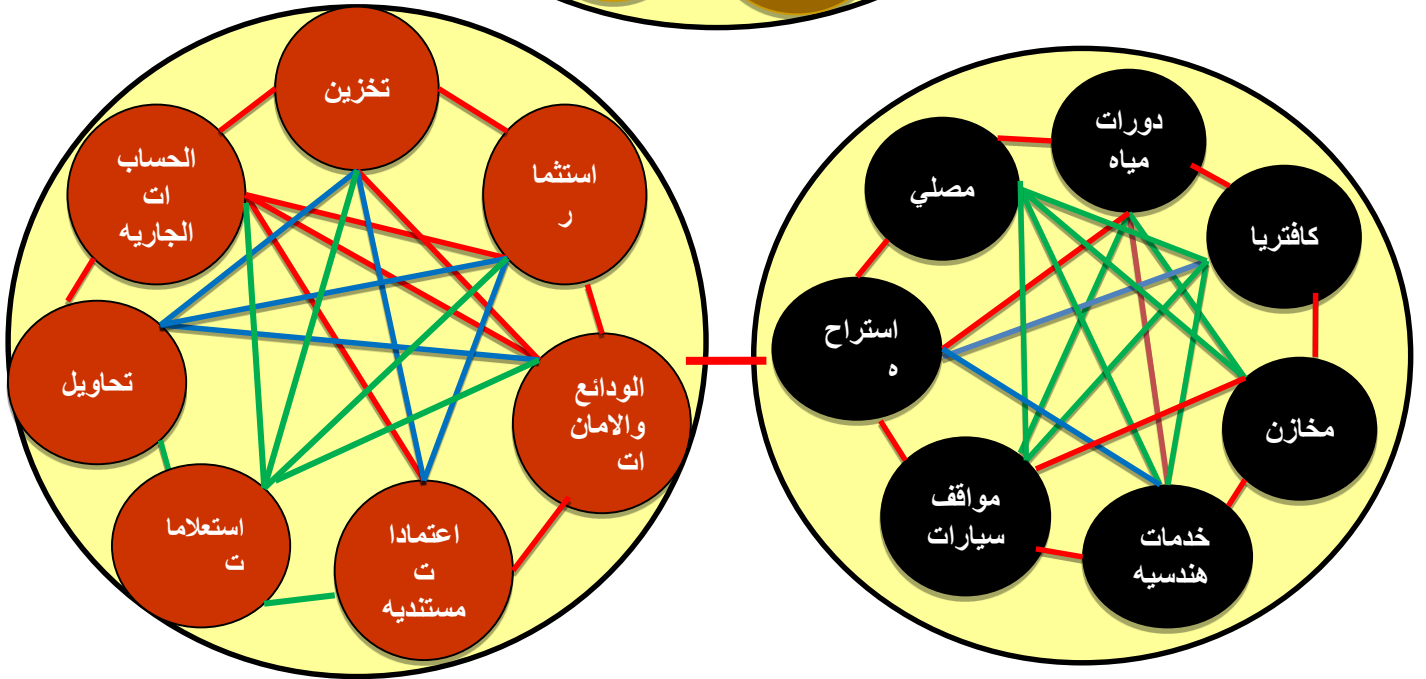 تخزين
استثما
ر
الحساب
ات
الجاريه
تحاويل
الودائع
والامان
ات
استعلاما
ت
اعتمادا
ت
مستنديه
دورات
مياه
مصلي
كافتريا
استراح
ه
مخازن
مواقف
سيارات
خدمات
هندسيه